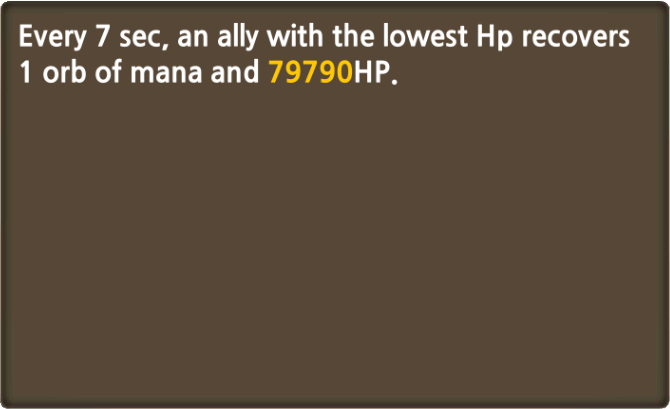 Every 7 sec, an ally with the lowest Hp recovers
1 orb of mana and 79790HP.